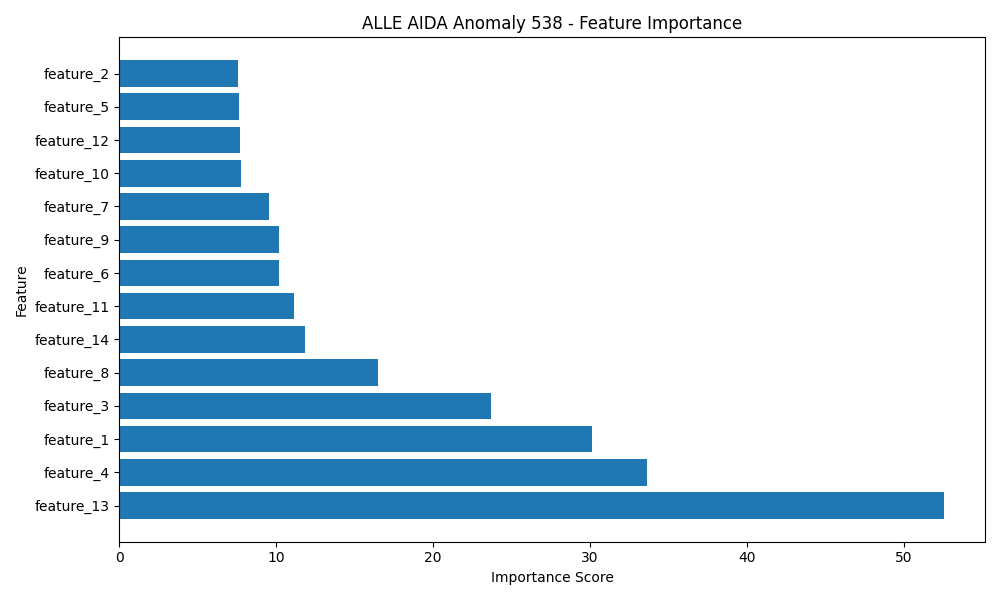 ALLE AIDA Anomaly 538 - Feature Importance
Feature
feature_2
feature_5
feature_12
feature_10
feature_7
feature_9
feature_6
feature_11
feature_14
feature_8
feature_3
feature_1
feature_4
feature_13
0 10 20 30 40 50
Importance Score